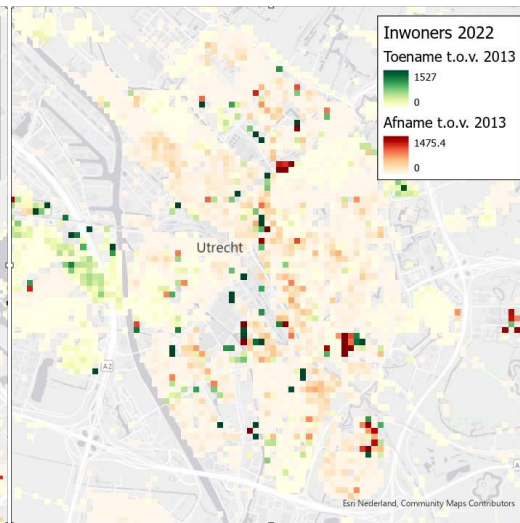 Inwoners 2022
Toename t.o.v. 2013
1527
0
Afname t.o.v. 2013
1475.4
0
Utrecht
A2
Esri Nederland, Community Maps Contributors